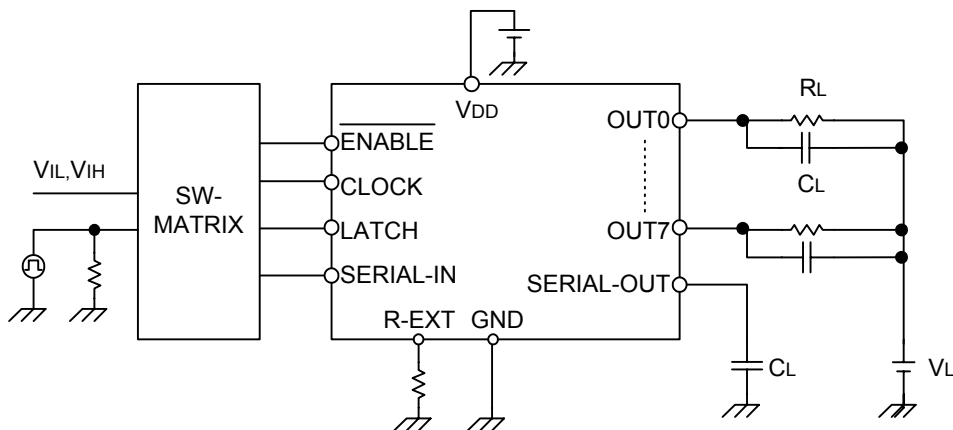 VDD
OUT0
RL
CL
ENABLE
VIL,VIH
CLOCK
SW-
MATRIX
LATCH
OUT7
SERIAL-IN
SERIAL-OUT
R-EXT
GND
CL
VL